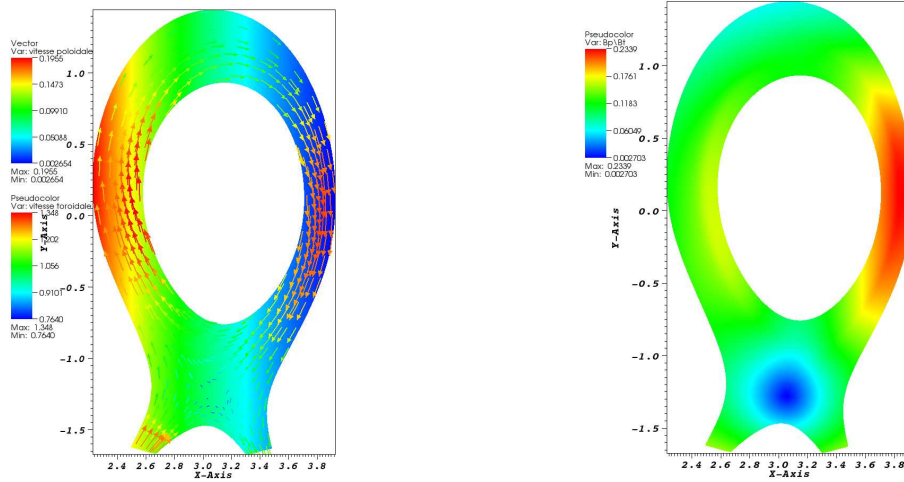 Vector
Var: vitesse poloidale
0.1955
0.1473
0.09910
0.05088
0.002654
Max: 0.1955
Min: 0.002654
Pseudocolor
Var: vitesse toroidale
1.348
1.202
1.056
0.9101
0.7640
Max: 1.348
Min: 0.7640
Y-Axis
1.0
0.5
0.0
-0.5
-1.0
-1.5
2.4 2.6 2.8 3.0 3.2 3.4 3.6 3.8
X-Axis
Pseudocolor
Var: Bp\Bt
0.2339
0.1761
0.1183
0.06049
0.002703
Max: 0.2339
Min: 0.002703
Y-Axis
1.0
0.5
0.0
-0.5
-1.0
-1.5
2.4 2.6 2.8 3.0 3.2 3.4 3.6 3.8
X-Axis